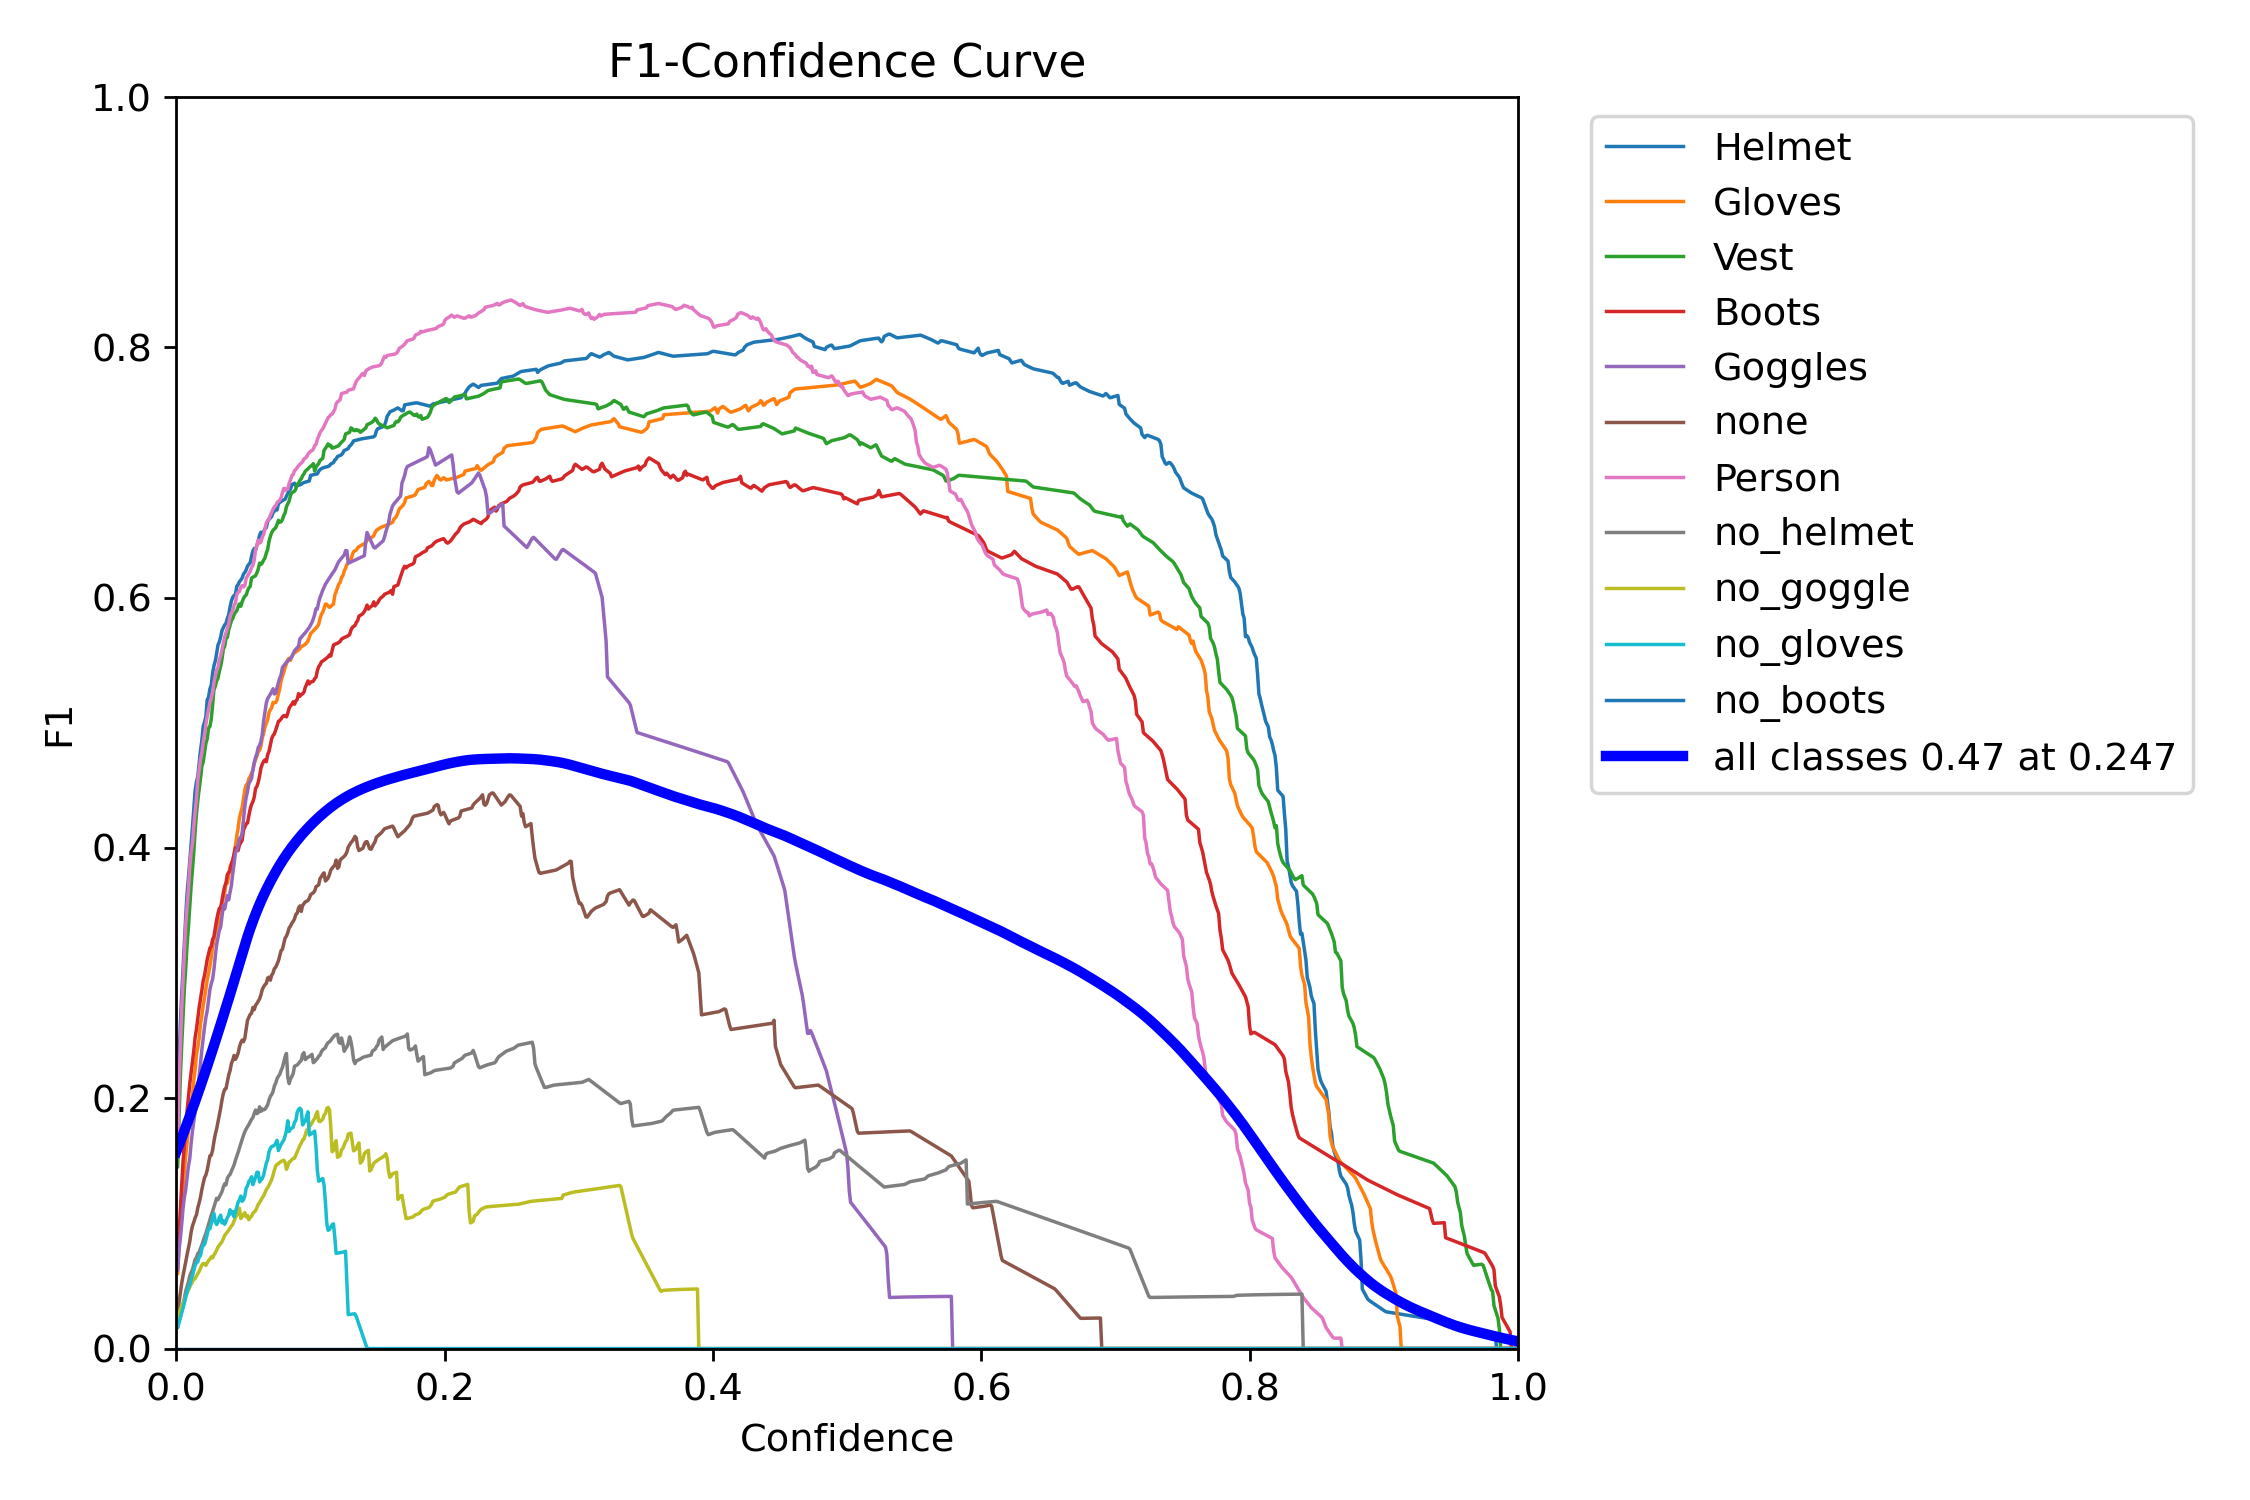 F1-Confidence Curve
1.0
0.8
0.6
0.4
0.2
0.0
F1
0.0 0.2 0.4 0.6 0.8 1.0
Confidence
Helmet
Gloves
Vest
Boots
Goggles
none
Person
no_helmet
no_goggle
no_gloves
no_boots
all classes 0.47 at 0.247